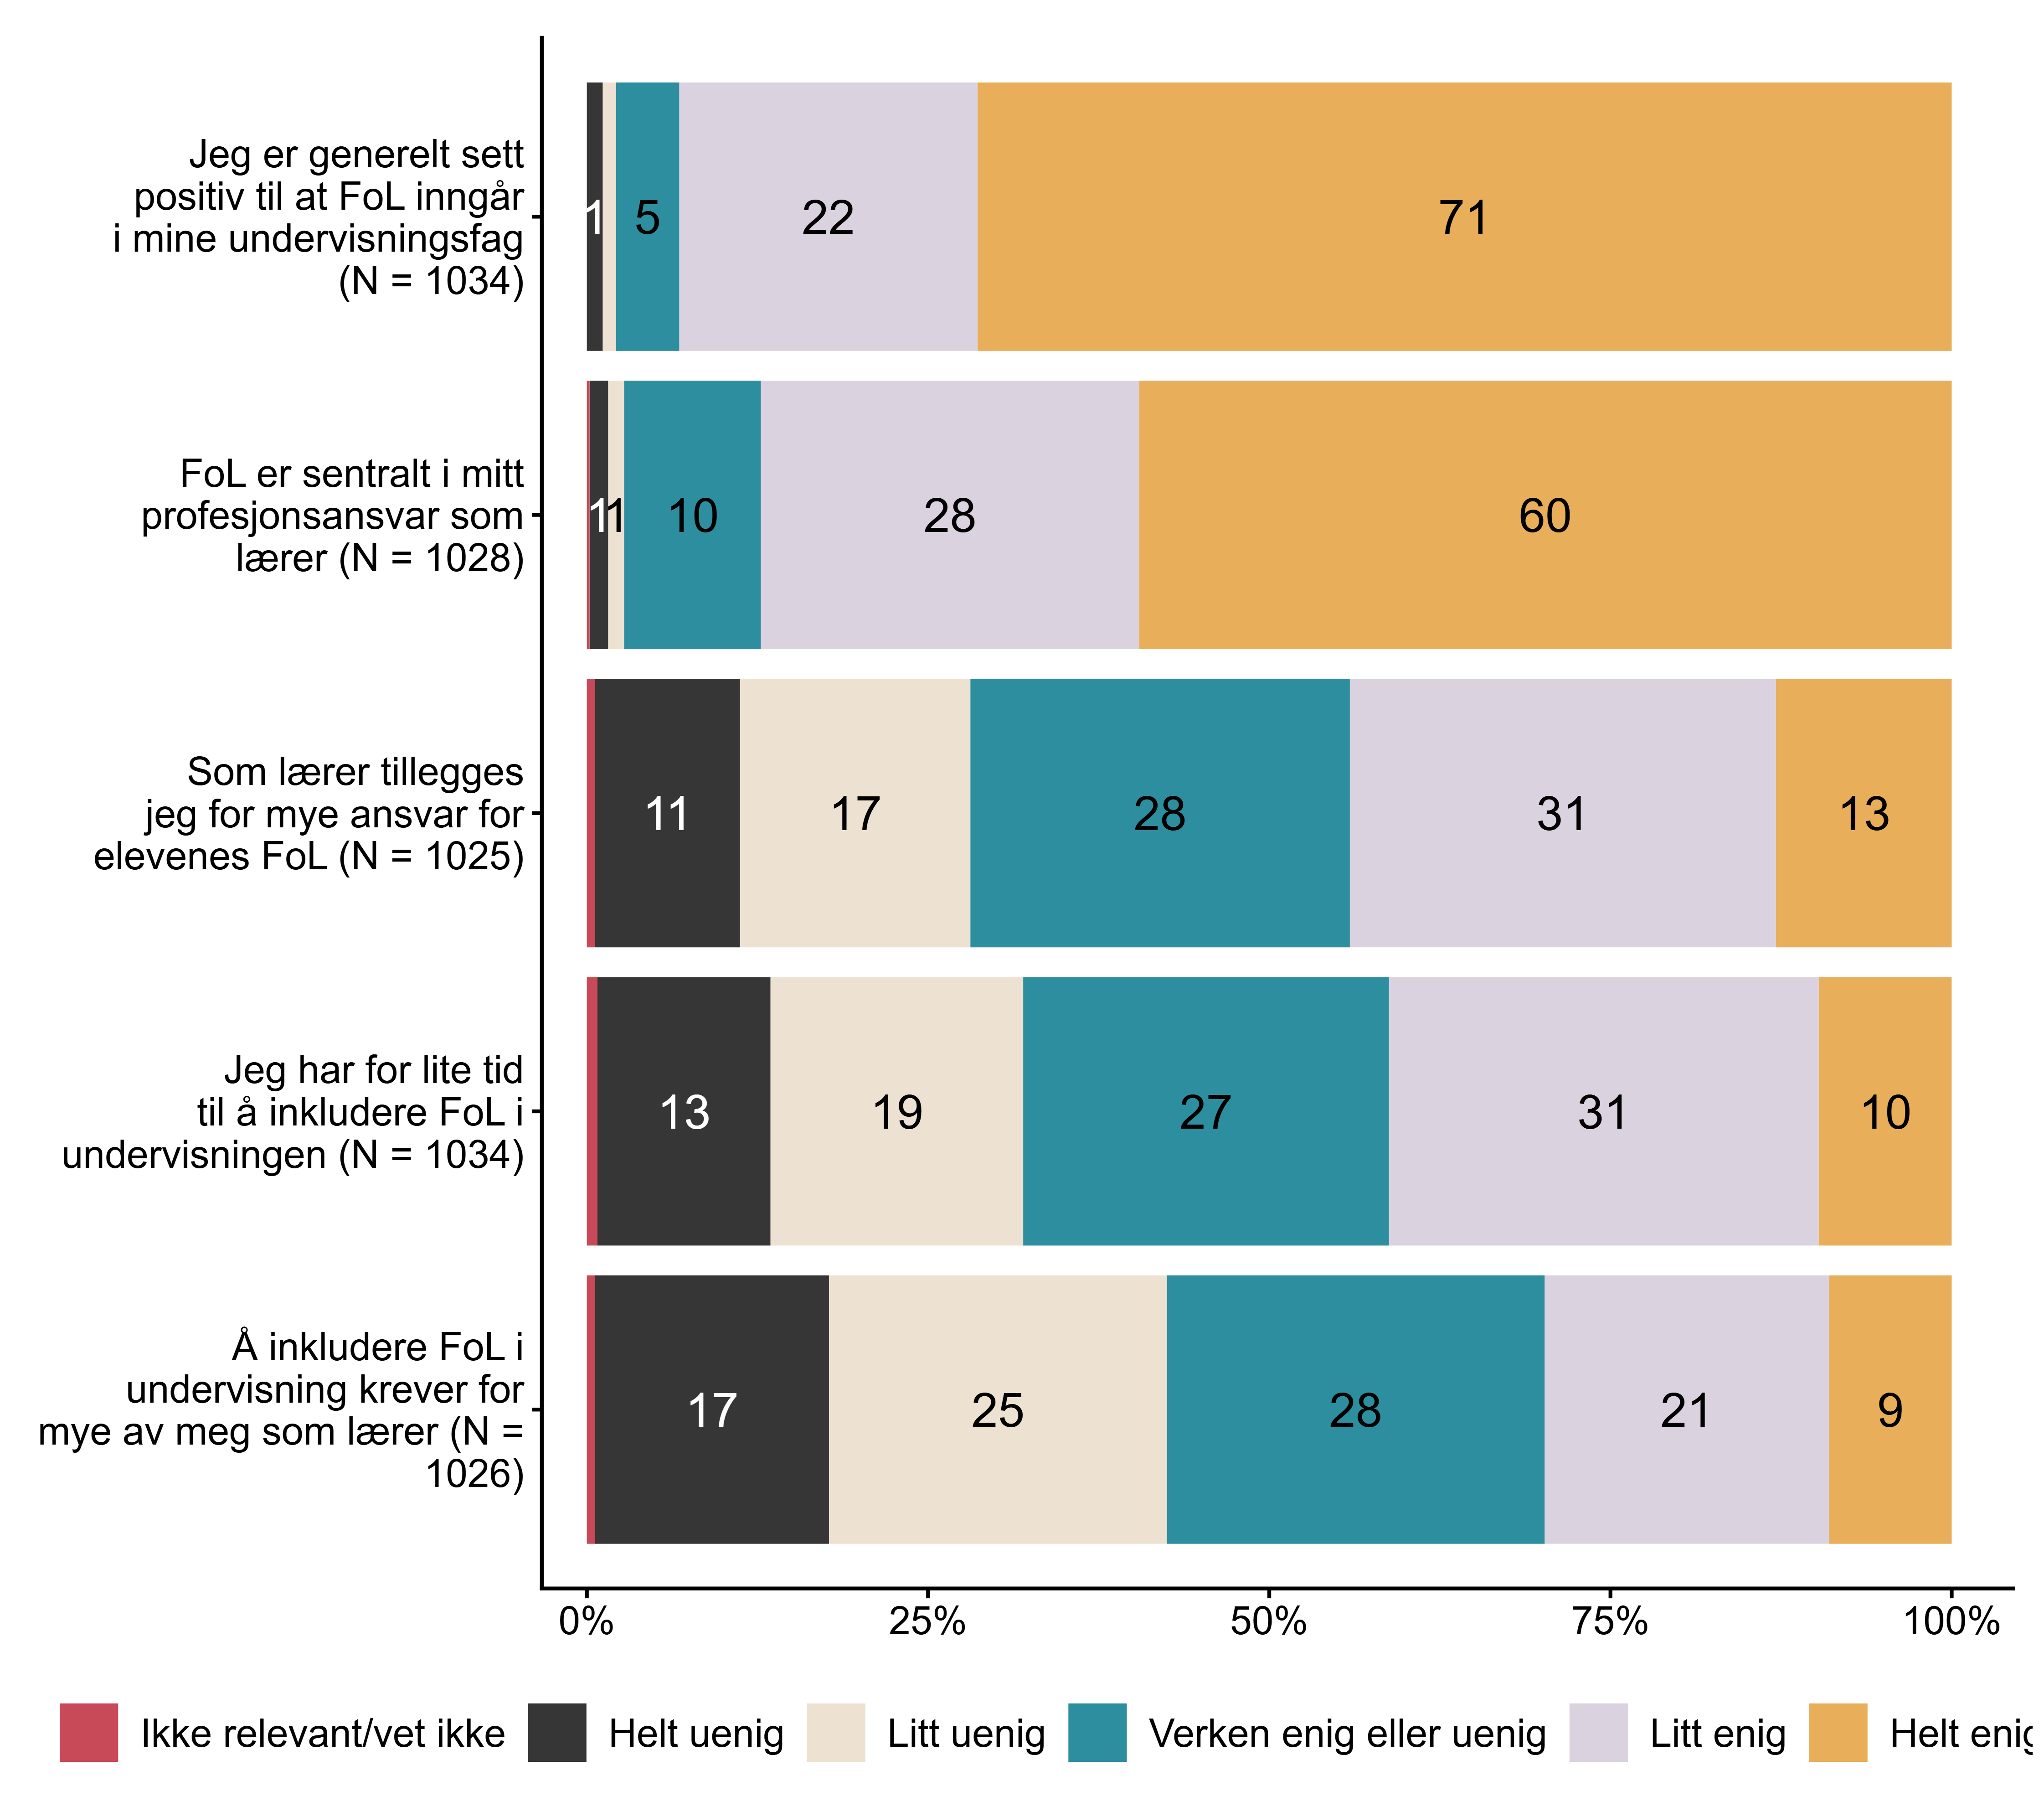 Jeg er generelt sett
positiv til at FoL inngår
i mine undervisningsfag
(N = 1034)
1 5 22 71
FoL er sentralt i mitt
profesjonsansvar som
lærer (N = 1028)
1 1 10 28 60
Som lærer tillegges
jeg for mye ansvar for
elevenes FoL (N = 1025)
11 17 28 31 13
Jeg har for lite tid
til å inkludere FoL i
undervisningen (N = 1034)
13 19 27 31 10
Å inkludere FoL i
undervisning krever for
mye av meg som lærer (N =
1026)
17 25 28 21 9
0% 25% 50% 75% 100%
Ikke relevant/vet ikke Helt uenig Litt uenig Verken enig eller uenig Litt enig Helt enig